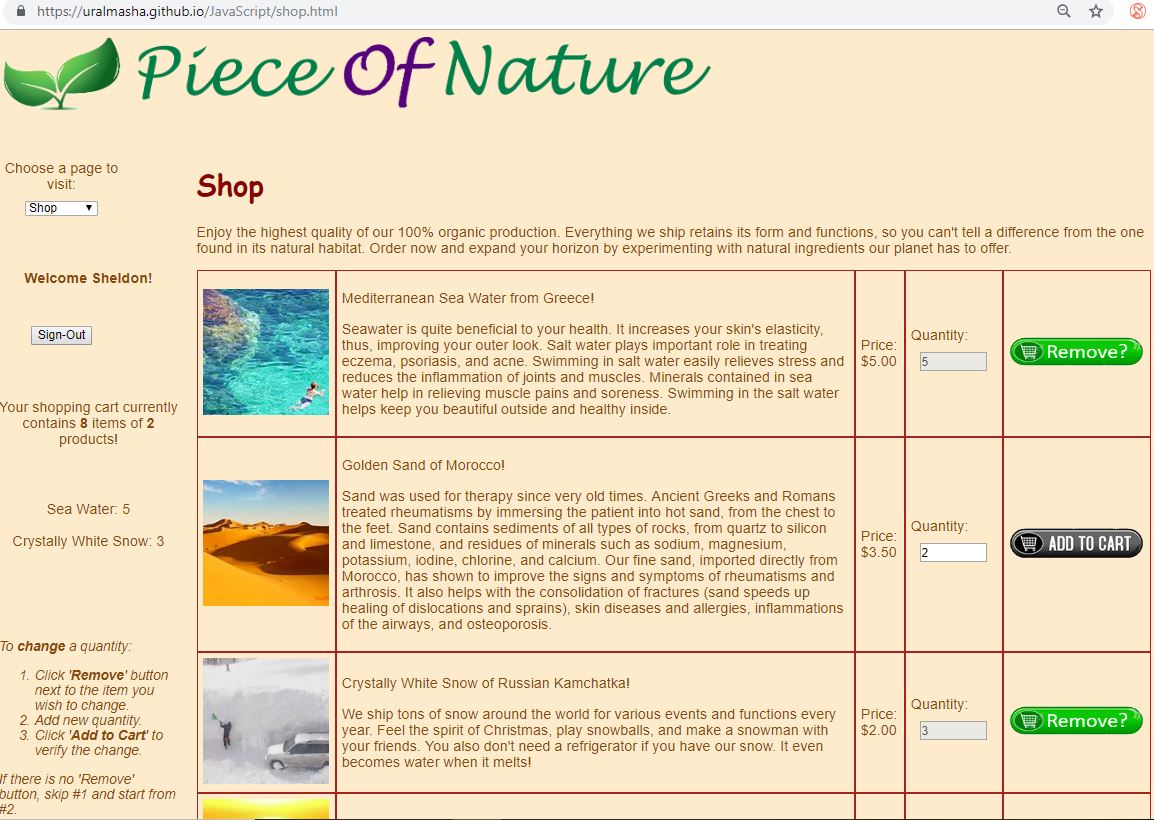 https://uralmasha.github.io/JavaScript/shop.html
Piece Of Nature
Choose a page to
visit:
Shop
Welcome Sheldon!
Sign-Out
Your shopping cart currently
contains 8 items of 2
products!
Sea Water: 5
Crystally White Snow: 3
To change a quantity:
1. Click 'Remove' button
next to the item you
wish to change.
2. Add new quantity.
3. Click 'Add to Cart' to
verify the change.
If there is no 'Remove'
button, skip #1 and start from
#2.
Shop
Enjoy the highest quality of our 100% organic production. Everything we ship retains its form and functions, so you can't tell a difference from the one
found in its natural habitat. Order now and expand your horizon by experimenting with natural ingredients our planet has to offer.
Mediterranean Sea Water from Greece!
Seawater is quite beneficial to your health. It increases your skin's elasticity,
thus, improving your outer look. Salt water plays important role in treating
eczema, psoriasis, and acne. Swimming in salt water easily relieves stress and
reduces the inflammation of joints and muscles. Minerals contained in sea
water help in relieving muscle pains and soreness. Swimming in the salt water
helps keep you beautiful outside and healthy inside.
Price:
$5.00
Quantity:
5
Remove?
Golden Sand of Morocco!
Sand was used for therapy since very old times. Ancient Greeks and Romans
treated rheumatisms by immersing the patient into hot sand, from the chest to
the feet. Sand contains sediments of all types of rocks, from quartz to silicon
and limestone, and residues of minerals such as sodium, magnesium,
potassium, iodine, chlorine, and calcium. Our fine sand, imported directly from
Morocco, has shown to improve the signs and symptoms of rheumatisms and
arthrosis. It also helps with the consolidation of fractures (sand speeds up
healing of dislocations and sprains), skin diseases and allergies, inflammations
of the airways, and osteoporosis.
Price:
$3.50
Quantity:
2
ADD TO CART
Crystally White Snow of Russian Kamchatka!
We ship tons of snow around the world for various events and functions every
year. Feel the spirit of Christmas, play snowballs, and make a snowman with
your friends. You also don't need a refrigerator if you have our snow. It even
becomes water when it melts!
Price:
$2.00
Quantity:
3
Remove?